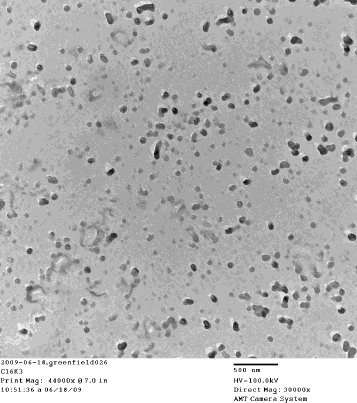 2009-06-18.greenfield026
C16K3
Print Mag: 44000x @7.0 in
10:51:36 a 06/18/09
500 nm
HV=100.0kV
Direct Mag: 30000x
AMT Camera System